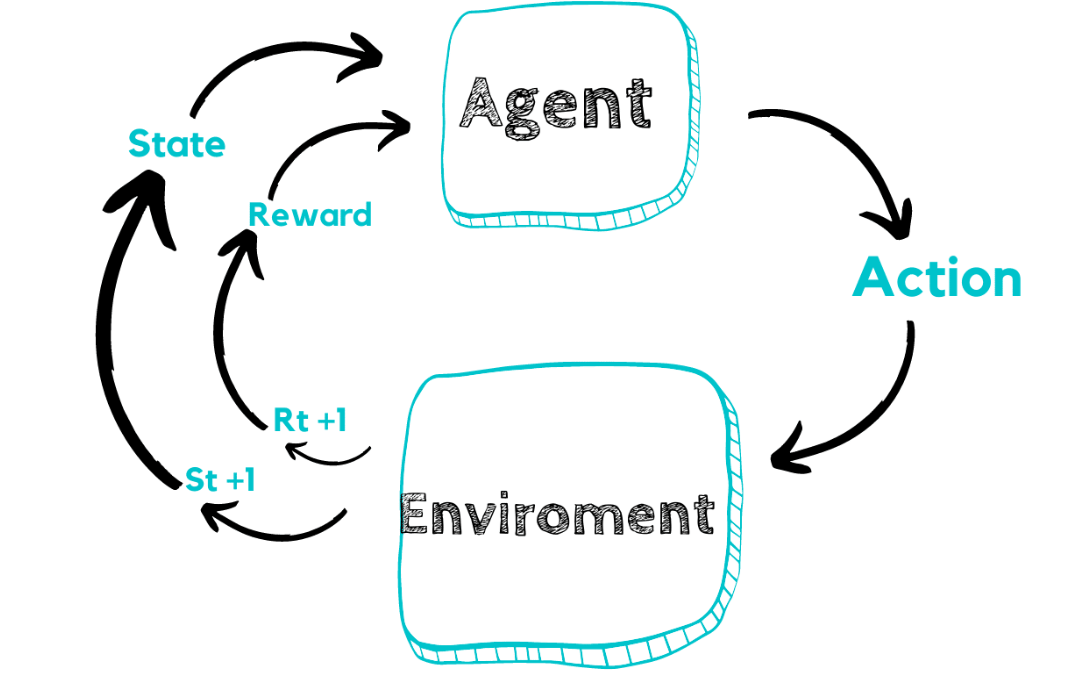 Agent
State
Reward
Action
Rt +1
St +1
Enviroment